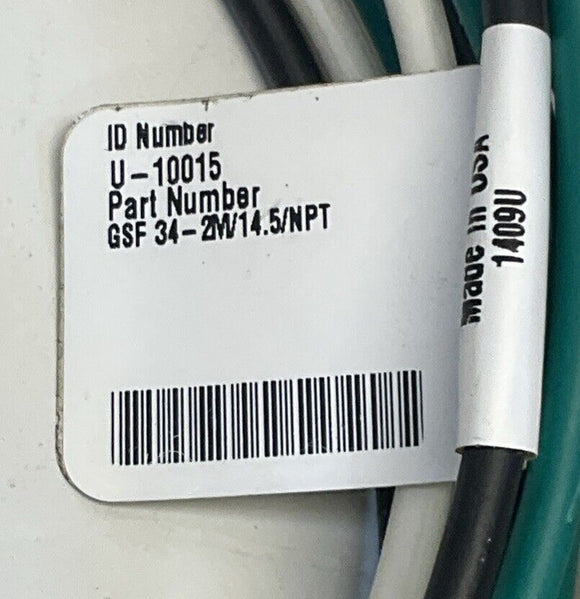 ID Number
U-10015
Part Number
GSF 34-2M/14.5/NPT
Made in USA
1409U